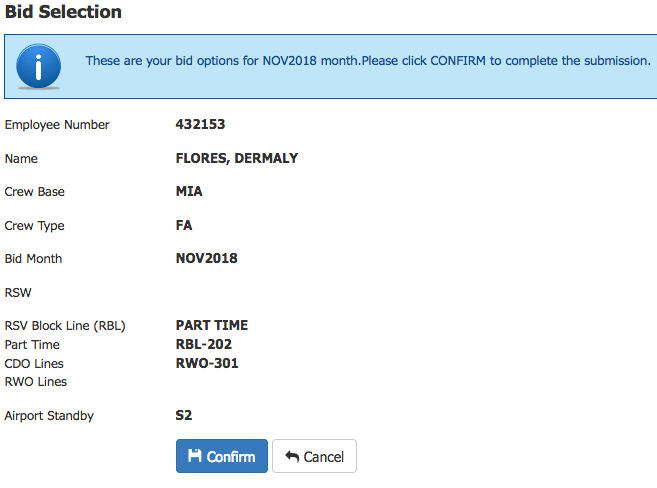 Bid Selection
These are your bid options for NOV2018 month.Please click CONFIRM to complete the submission.
Employee Number 432153
Name FLORES, DERMALY
Crew Base MIA
Crew Type FA
Bid Month NOV2018
RSW
RSV Block Line (RBL) PART TIME
Part Time RBL-202
CDO Lines RWO-301
RWO Lines
Airport Standby S2
Confirm Cancel